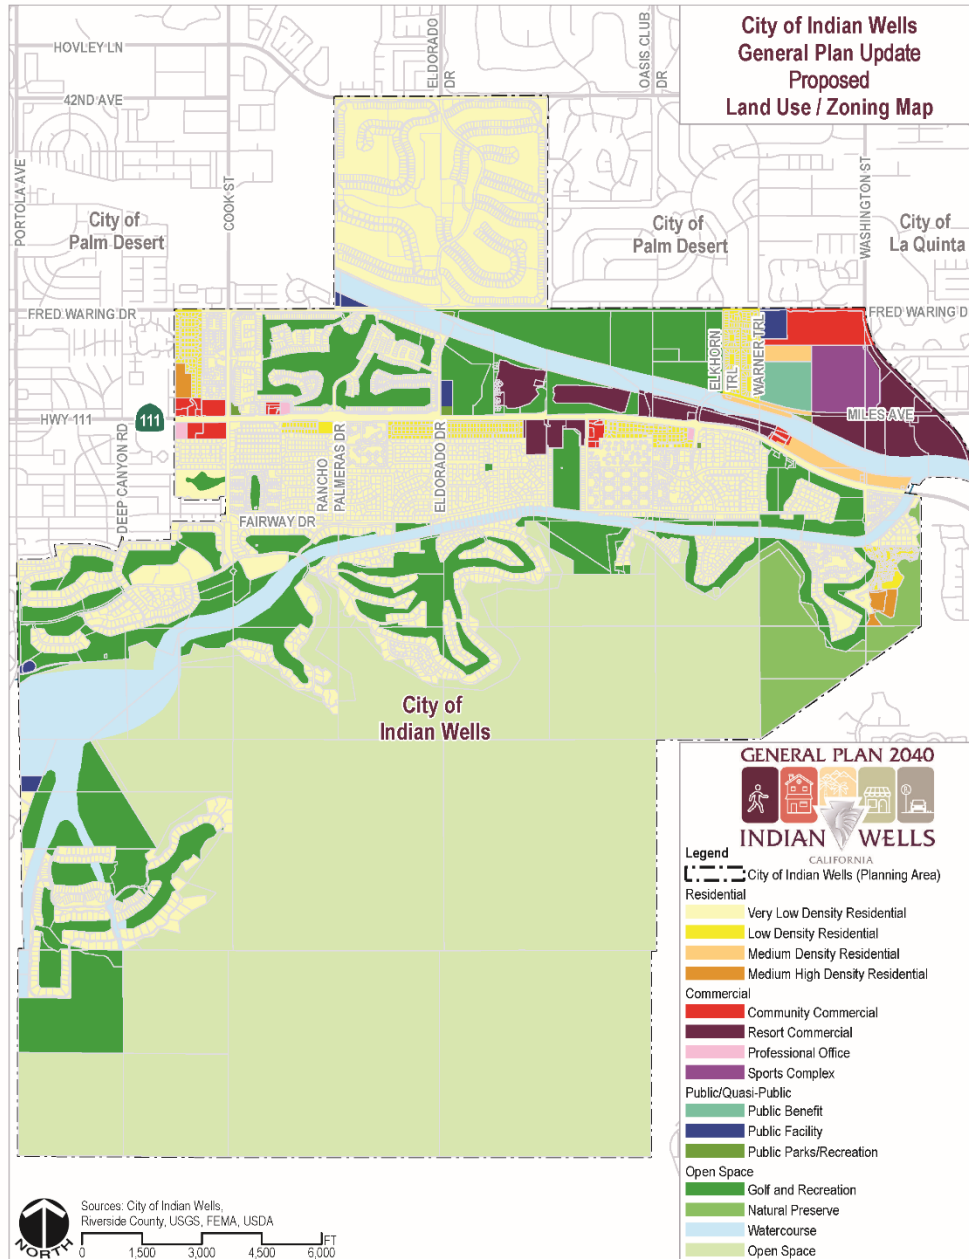 City of Indian Wells
General Plan Update
Proposed
Land Use / Zoning Map
HOVLEY LN
42ND AVE
ELDORADO
DR
OASIS CLUB
DR
PORTOLA AVE
COOK ST
WASHINGTON ST
City of
Palm Desert
City of
Palm Desert
City of
La Quinta
FRED WARING DR
FRED WARING D
ELKHORN
TRL
WARNER TRL
HWY 111
111
MILES AVE
DEEP CANYON RD
RANCHO
PALMERAS DR
ELDORADO DR
FAIRWAY DR
City of
Indian Wells
GENERAL PLAN 2040
INDIAN WELLS
CALIFORNIA
Legend
City of Indian Wells (Planning Area)
Residential
Very Low Density Residential
Low Density Residential
Medium Density Residential
Medium High Density Residential
Commercial
Community Commercial
Resort Commercial
Professional Office
Sports Complex
Public/Quasi-Public
Public Benefit
Public Facility
Public Parks/Recreation
Open Space
Golf and Recreation
Natural Preserve
Watercourse
Open Space
NORTH
Sources: City of Indian Wells,
Riverside County, USGS, FEMA, USDA
FT
0 1,500 3,000 4,500 6,000